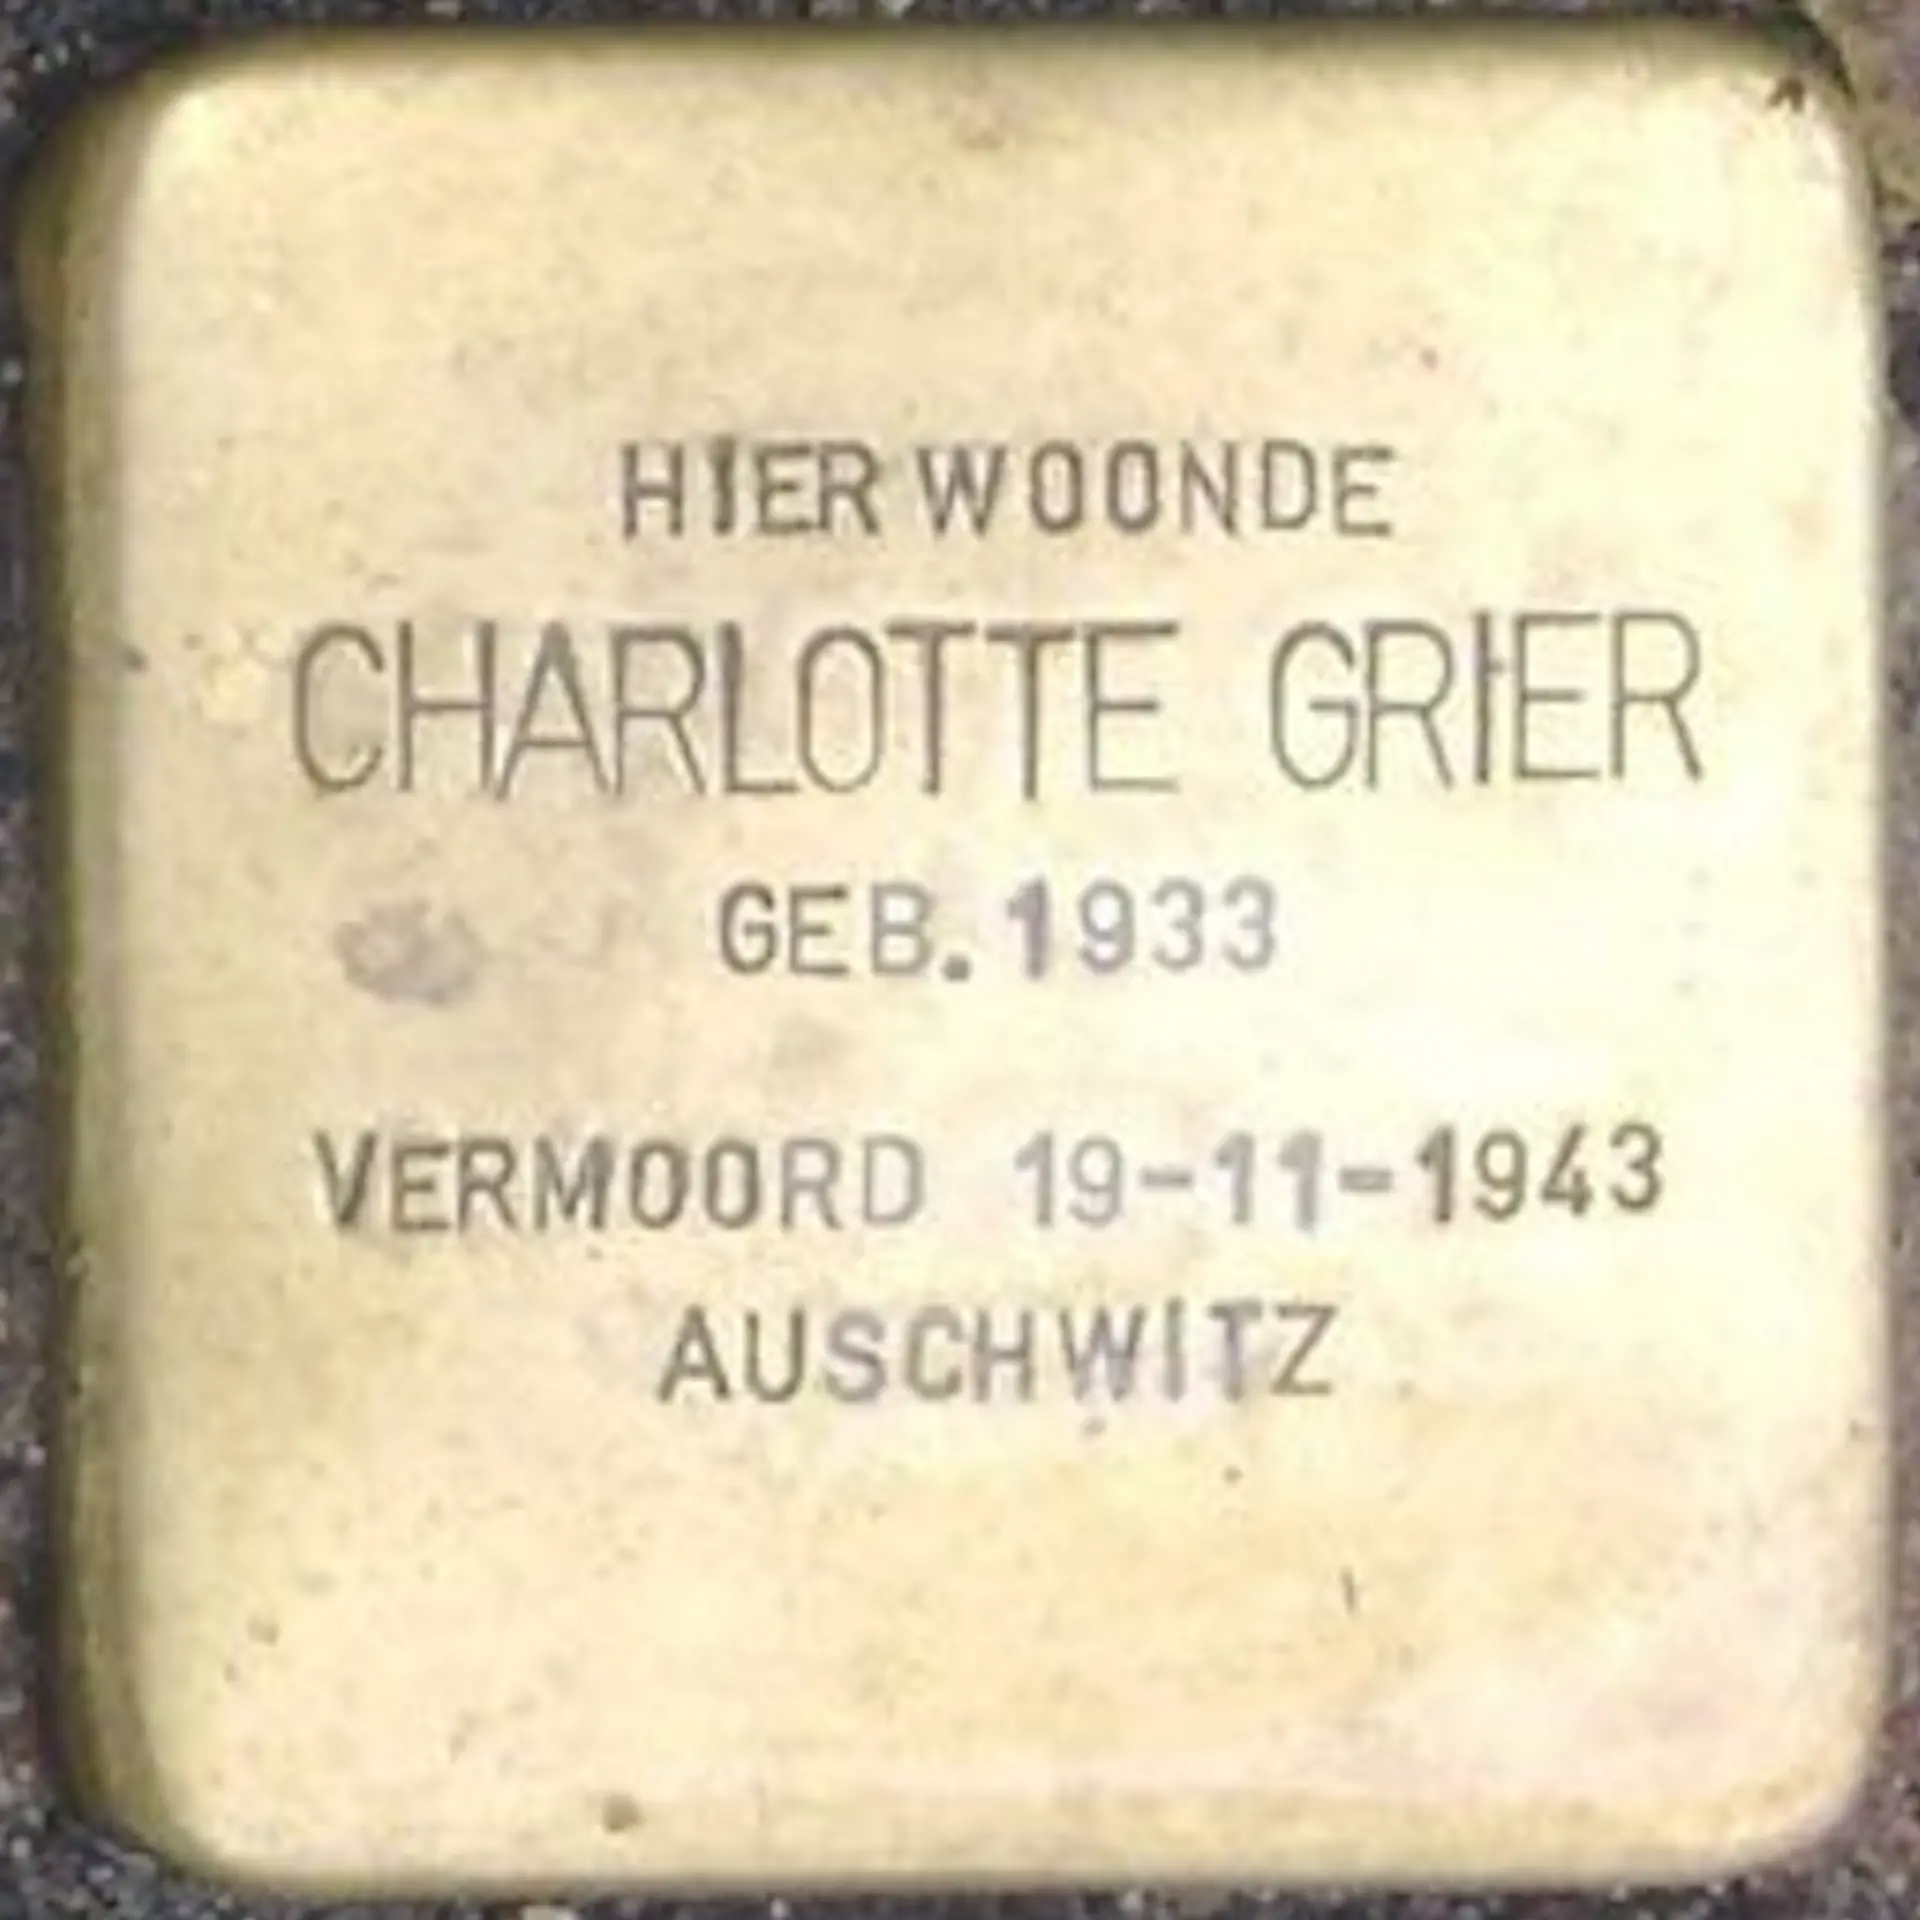 HIER WOONDE
CHARLOTTE GRIER
GEB. 1933
VERMOORD 19-11-1943
AUSCHWITZ